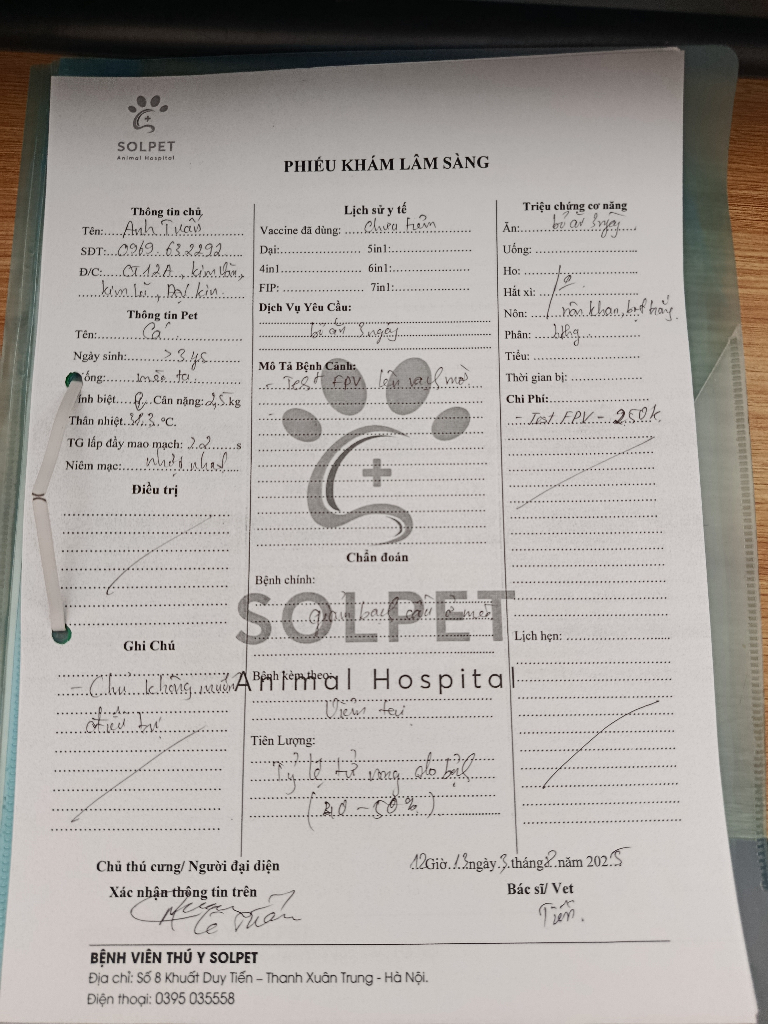 SOLPET
Animal Hospital
PHIẾU KHÁM LÂM SÀNG
Thông tin chủ
Tên: Anh Tuấn
SĐT: 0969 632292
Đ/C: CT12A, Kim Văn,
Kim Lũ, Đại Kim
Thông tin Pet
Tên: Cá
Ngày sinh: >3 ys
Giống: mèo ta
Tính biệt Cân nặng: 2,5 kg
Thân nhiệt 38.3 °C.
TG lấp đầy mao mạch: 2.2 s
Niêm mạc: nhợt nhạt
Điều trị
Ghi Chú
- Chủ không muốn
điều trị
Lịch sử y tế
Vaccine đã dùng: chưa tiêm
Dại: 5in1:
4in1 6in1:
FIP: 7in1:
Dịch Vụ Yêu Cầu:
bỏ ăn 3 ngày
Mô Tả Bệnh Cảnh:
- Test FPV lên vạch mờ
-
Chẩn đoán
Bệnh chính:
giảm bạch cầu ở mèo
Bệnh kèm theo:
Viêm tai
Tiên Lượng:
Tỷ lệ tử vong do bệnh
(40-50%)
Triệu chứng cơ năng
Ăn: bỏ ăn 3 ngày
Uống:
Ho:
Hắt xì:
Nôn: nôn khan, bọt trắng
Phân:
Tiểu:
Thời gian bị:
Chi Phí:
- Test FPV - 250k
Lịch hẹn:
SOLPET
Animal Hospital
Chủ thú cưng/ Người đại diện
Xác nhận thông tin trên
Lê Tuấn
12 Giờ 13 ngày 3 tháng 8 năm 2025
Bác sĩ/ Vet
Tiến.
BỆNH VIÊN THÚ Y SOLPET
Địa chỉ: Số 8 Khuất Duy Tiến – Thanh Xuân Trung - Hà Nội.
Điện thoại: 0395 035558